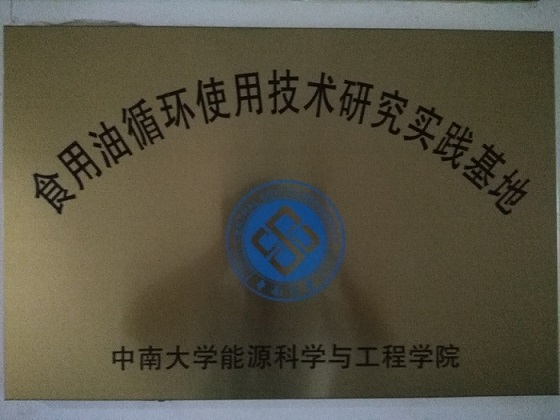 食用油循环使用技术研究实践基地
中南大学能源科学与工程学院